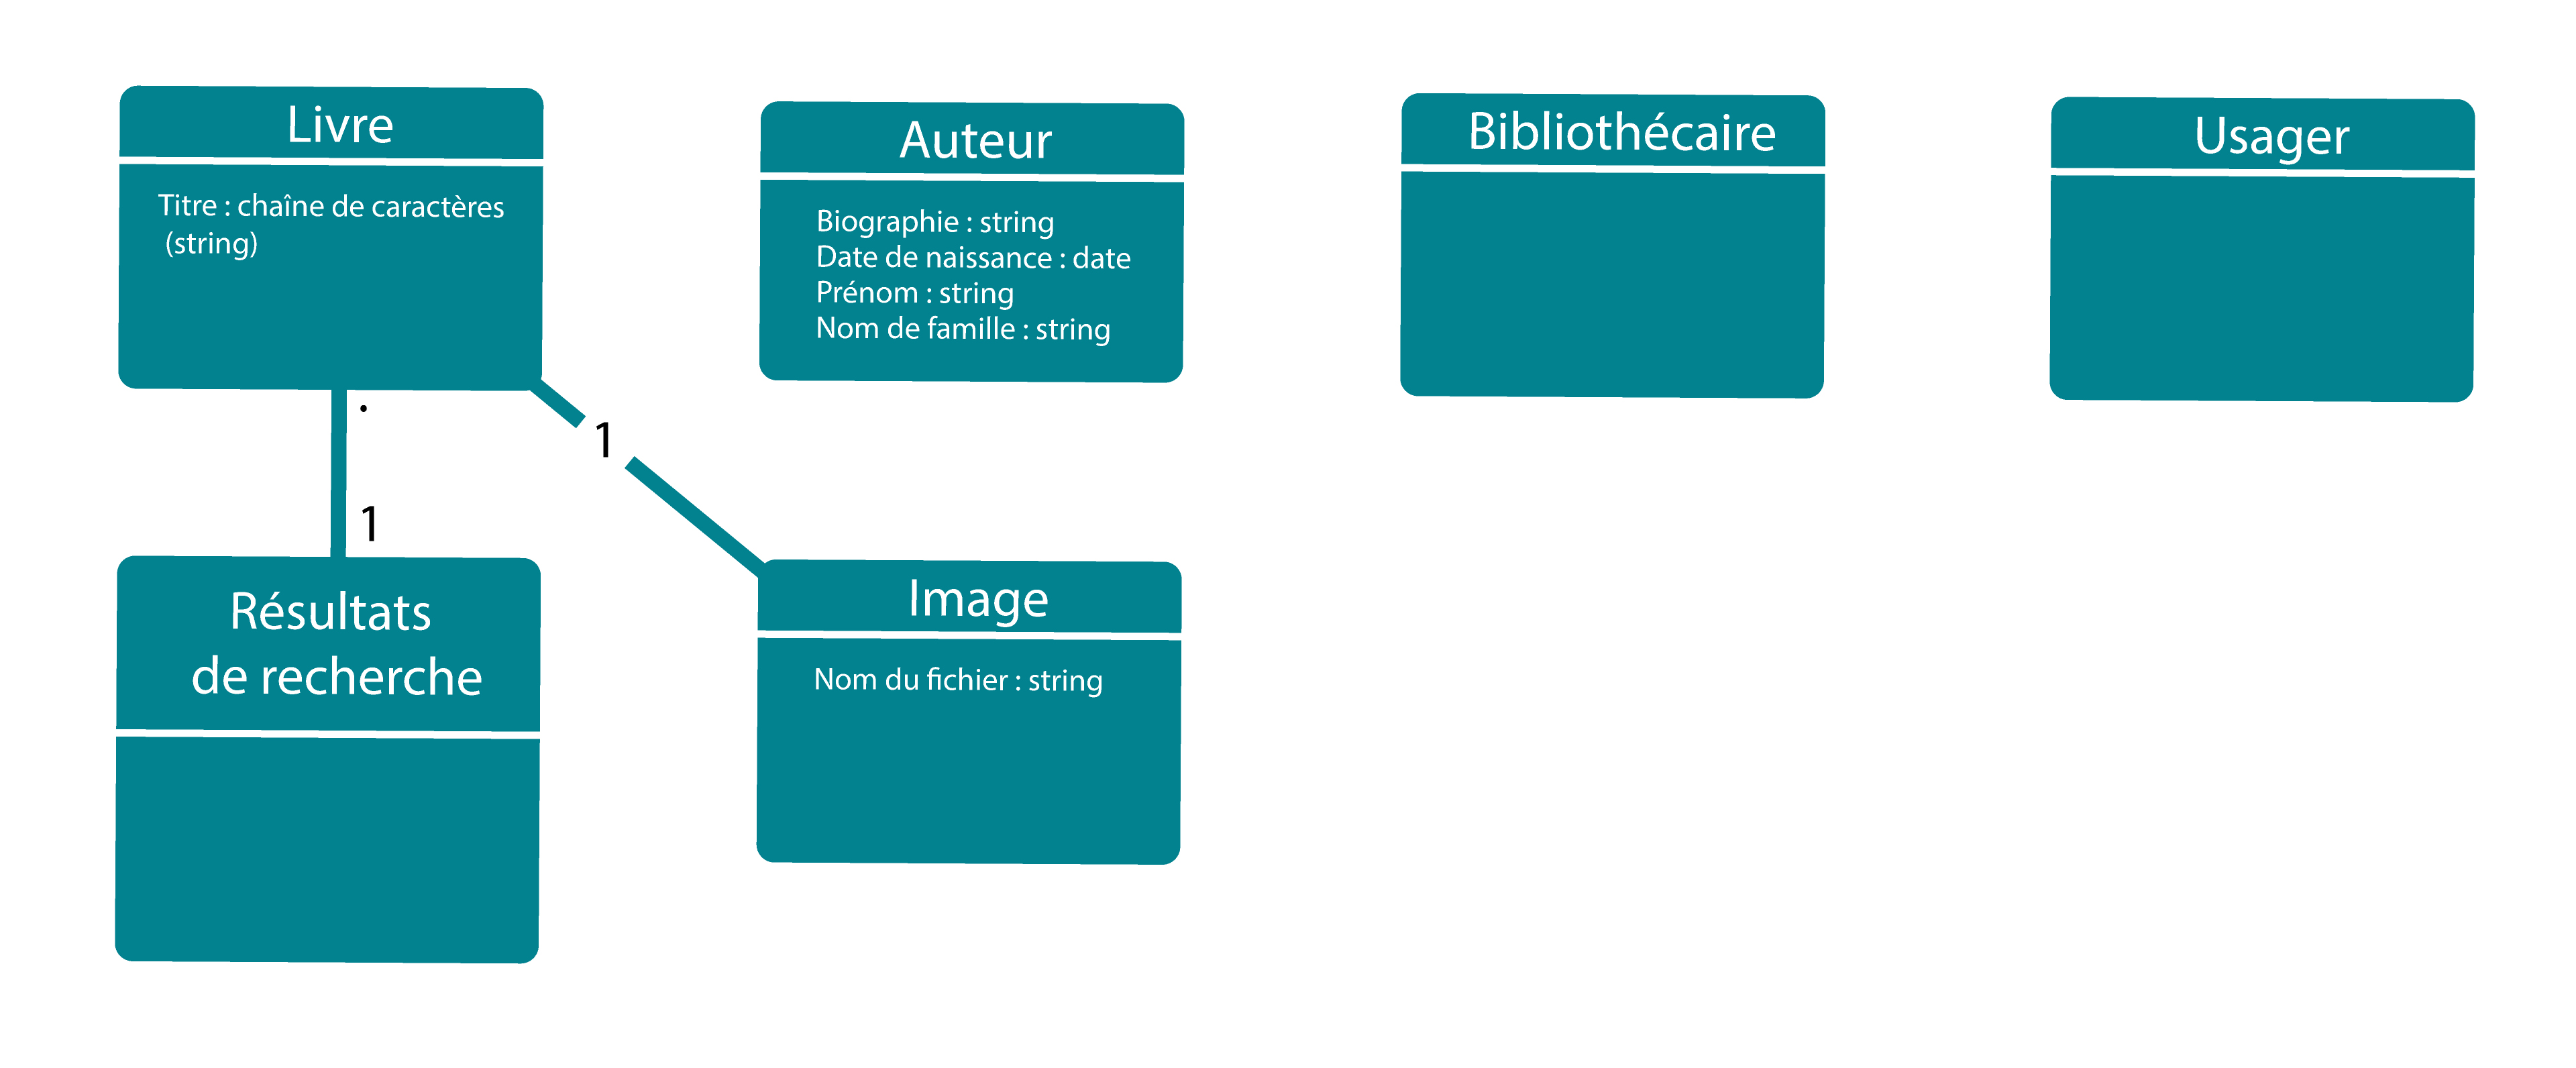 Livre
Titre : chaîne de caractères
(string)
Auteur
Biographie : string
Date de naissance : date
Prénom : string
Nom de famille : string
Bibliothécaire
Usager
.
1
1
Résultats
de recherche
Image
Nom du fichier : string